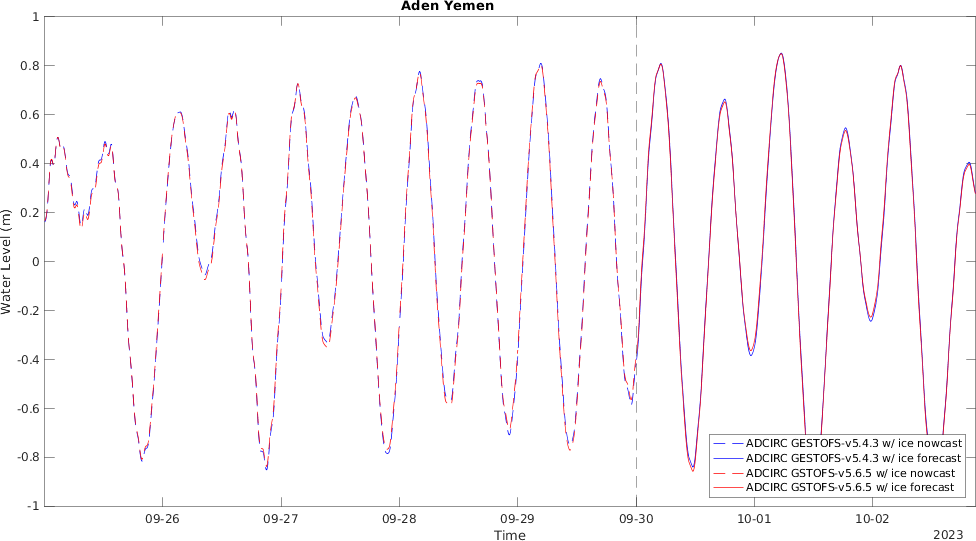 Aden Yemen
Water Level (m)
1
0.8
0.6
0.4
0.2
0
-0.2
-0.4
-0.6
-0.8
-1
ADCIRC GESTOFS-v5.4.3 w/ ice nowcast
ADCIRC GESTOFS-v5.4.3 w/ ice forecast
ADCIRC GSTOFS-v5.6.5 w/ ice nowcast
ADCIRC GSTOFS-v5.6.5 w/ ice forecast
09-26 09-27 09-28 09-29 09-30 10-01 10-02
Time
2023